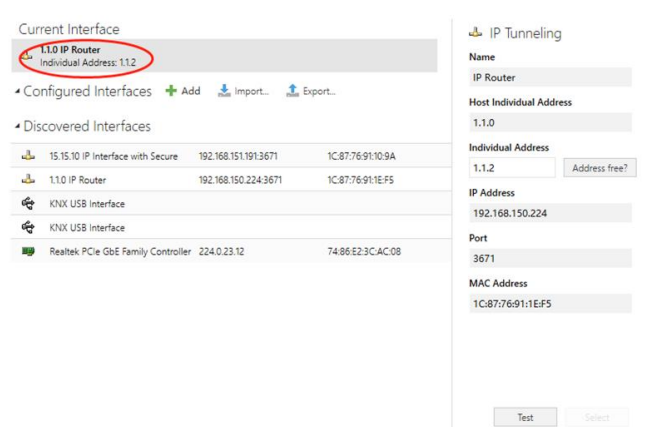 Current Interface
1.1.0 IP Router
Individual Address: 1.1.2
Configured Interfaces Add Import... Export...
Discovered Interfaces
15.15.10 IP Interface with Secure 192.168.151.191:3671 1C:87:76:91:10:9A
1.1.0 IP Router 192.168.150.224:3671 1C:87:76:91:1E:F5
KNX USB Interface
KNX USB Interface
Realtek PCIe GbE Family Controller 224.0.23.12 74:86:E2:3C:AC:08
IP Tunneling
Name
IP Router
Host Individual Address
1.1.0
Individual Address
1.1.2 Address free?
IP Address
192.168.150.224
Port
3671
MAC Address
1C:87:76:91:1E:F5
Test Select